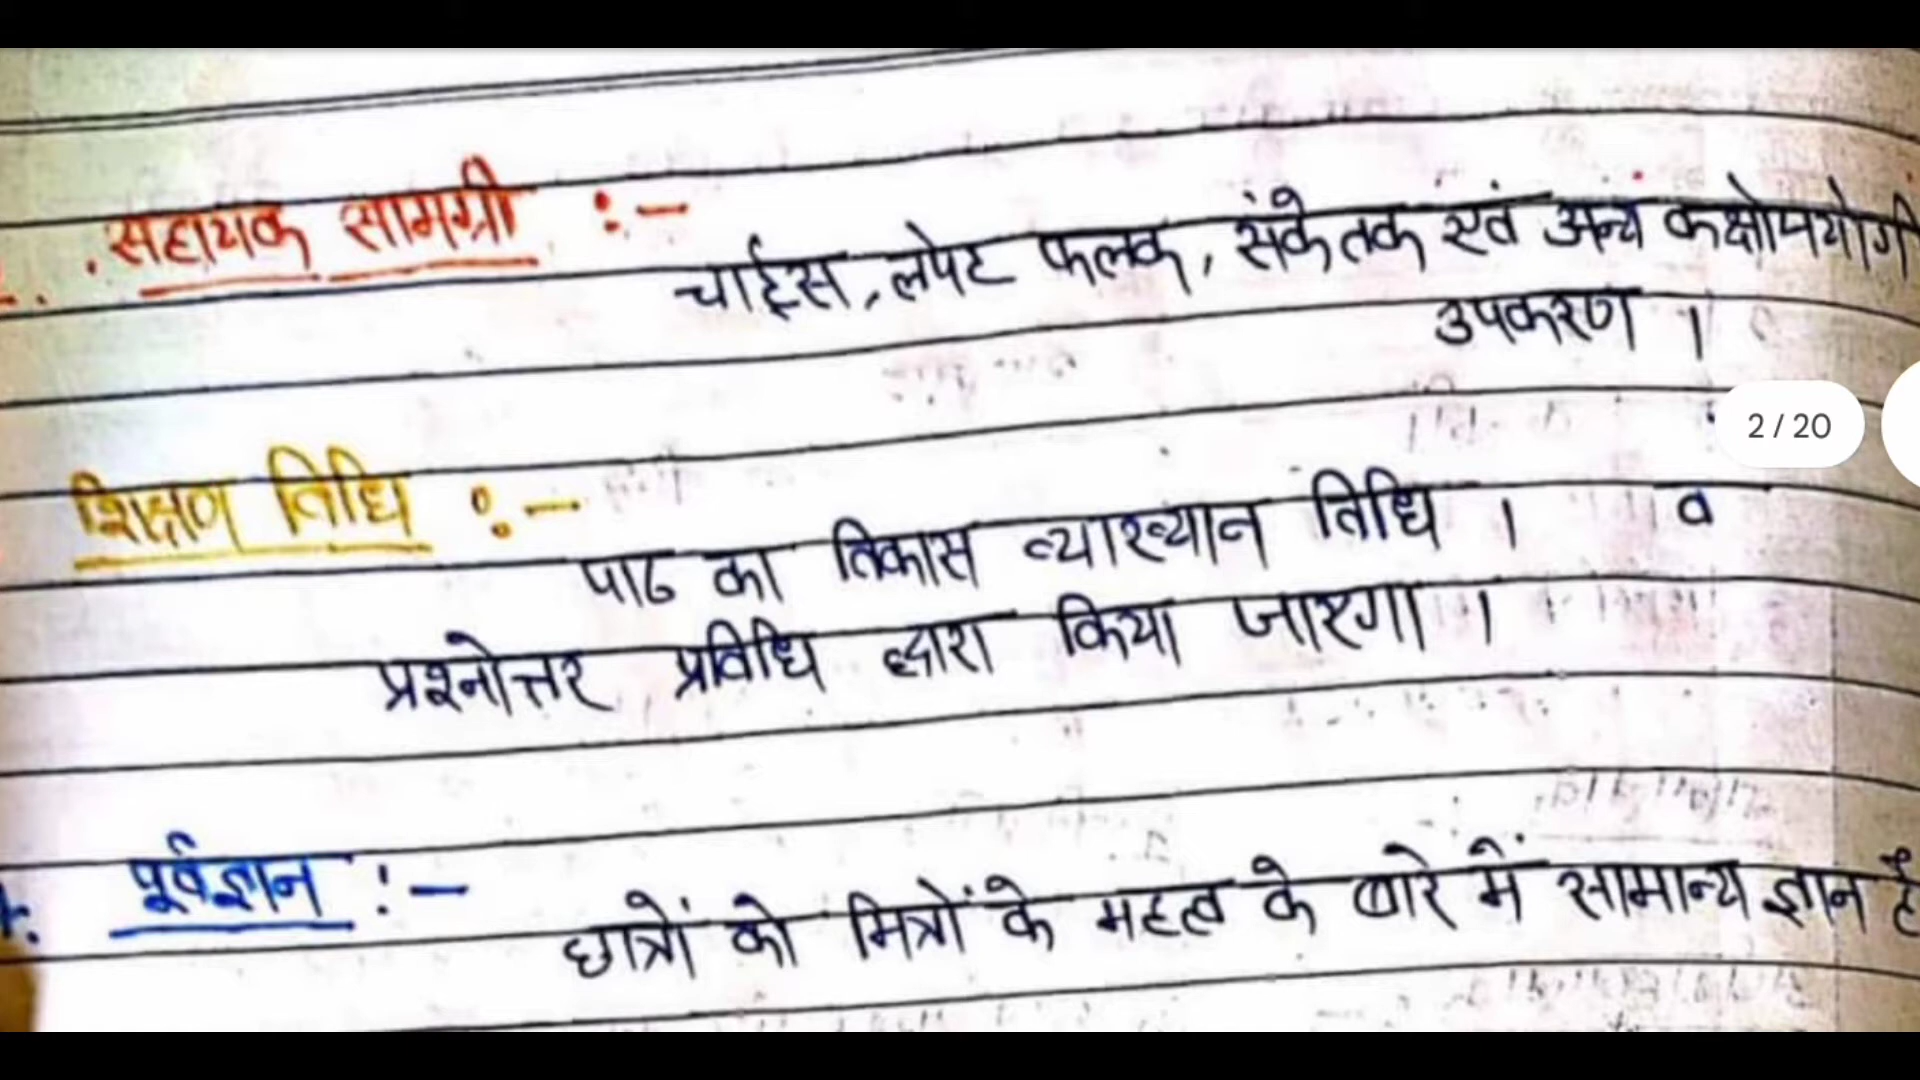 सहायक सामग्री :-
चार्ट्स, लपेट फलक, संकेतक एवं अन्य कक्षोपयोगी
उपकरण ।
2 / 20
शिक्षण विधि :-
पाठ का विकास व्याख्यान विधि । व
प्रश्नोत्तर प्रविधि द्वारा किया जाएगा ।
पूर्वज्ञान :-
छात्रों को मित्रों के महत्व के बारे में सामान्य ज्ञान है